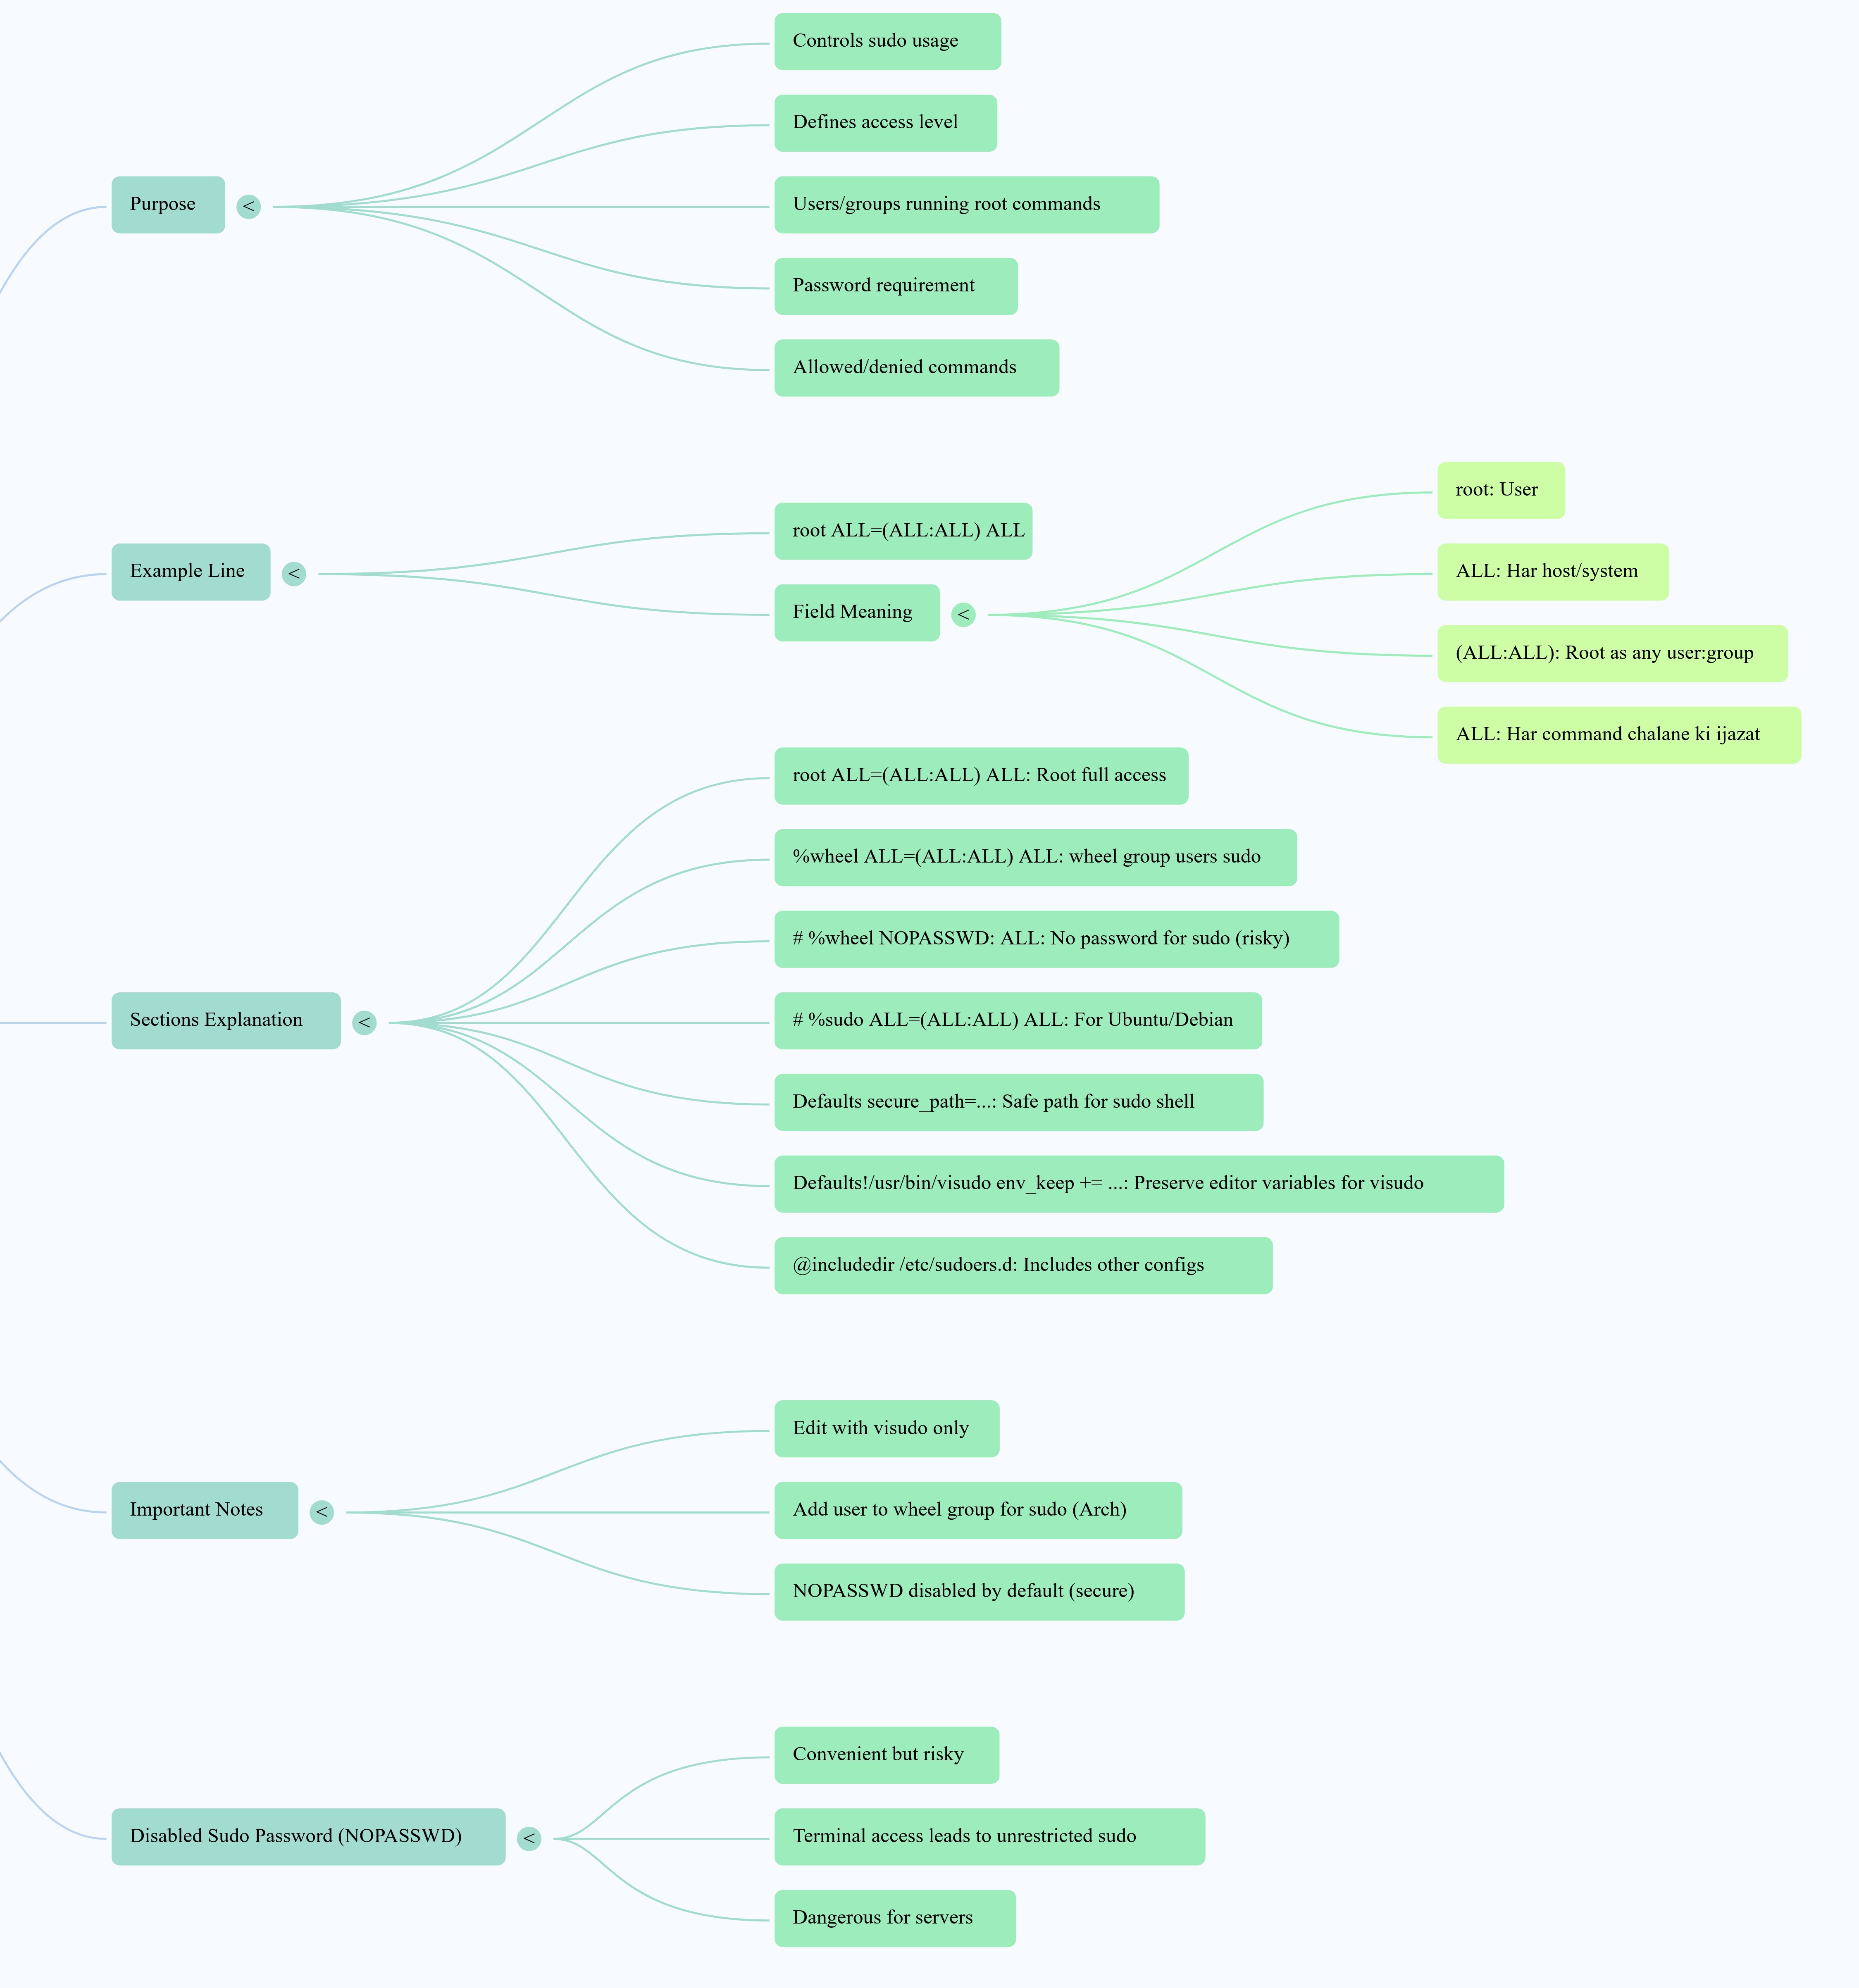 Purpose
Controls sudo usage
Defines access level
Users/groups running root commands
Password requirement
Allowed/denied commands
Example Line
root ALL=(ALL:ALL) ALL
Field Meaning
root: User
ALL: Har host/system
(ALL:ALL): Root as any user:group
ALL: Har command chalane ki ijazat
Sections Explanation
root ALL=(ALL:ALL) ALL: Root full access
%wheel ALL=(ALL:ALL) ALL: wheel group users sudo
# %wheel NOPASSWD: ALL: No password for sudo (risky)
# %sudo ALL=(ALL:ALL) ALL: For Ubuntu/Debian
Defaults secure_path=...: Safe path for sudo shell
Defaults!/usr/bin/visudo env_keep += ...: Preserve editor variables for visudo
@includedir /etc/sudoers.d: Includes other configs
Important Notes
Edit with visudo only
Add user to wheel group for sudo (Arch)
NOPASSWD disabled by default (secure)
Disabled Sudo Password (NOPASSWD)
Convenient but risky
Terminal access leads to unrestricted sudo
Dangerous for servers